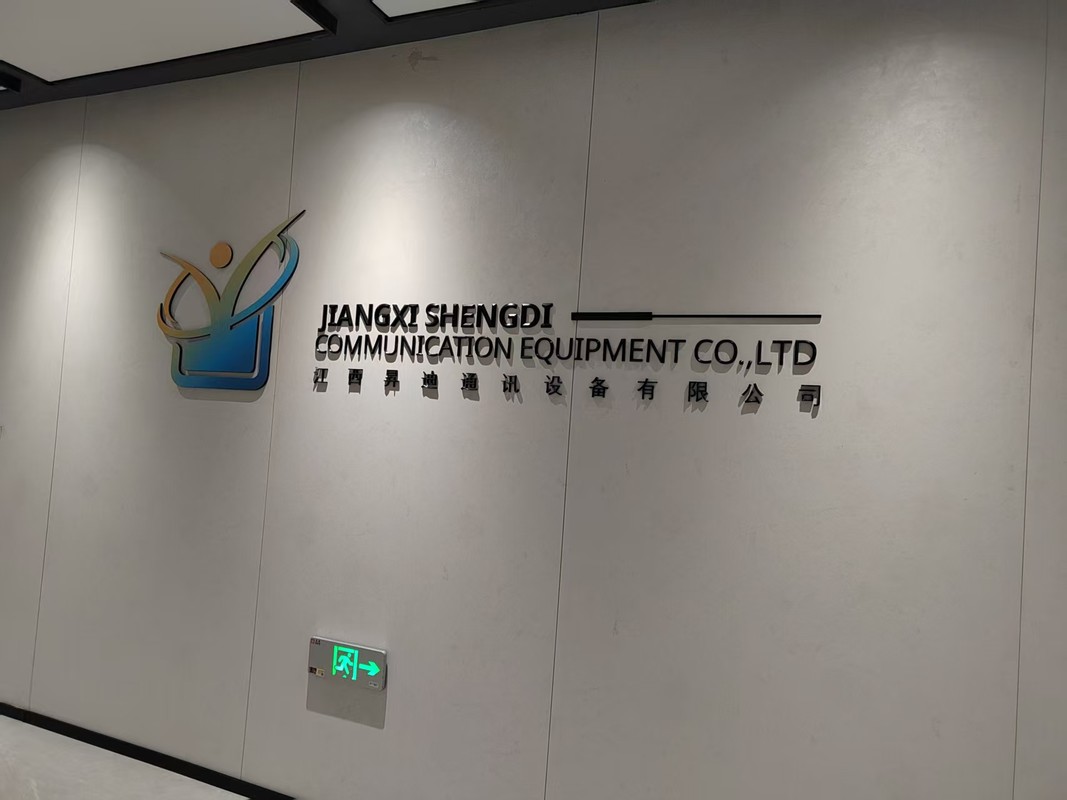 JIANGXI SHENGDI
COMMUNICATION EQUIPMENT CO.,LTD
江西昇迪通讯设备有限公司